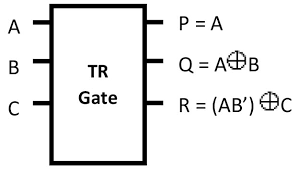 A
B
C
TR
Gate
P = A
Q = A⊕B
R = (AB’) ⊕C